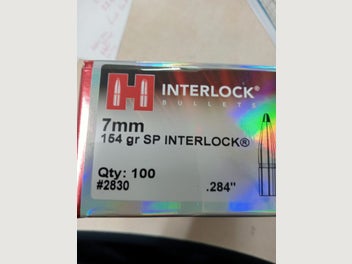 H INTERLOCK®
BULLETS
7mm
154 gr SP INTERLOCK®
Qty: 100
#2830 .284"